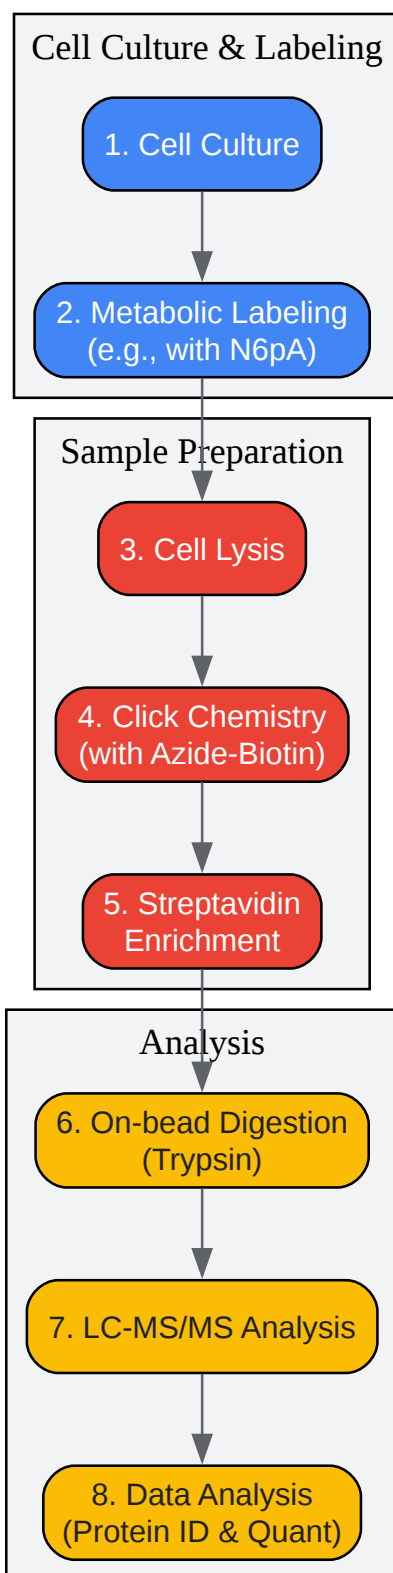 Cell Culture & Labeling
1. Cell Culture
2. Metabolic Labeling
(e.g., with N6pA)
Sample Preparation
3. Cell Lysis
4. Click Chemistry
(with Azide-Biotin)
5. Streptavidin
Enrichment
Analysis
6. On-bead Digestion
(Trypsin)
7. LC-MS/MS Analysis
8. Data Analysis
(Protein ID & Quant)